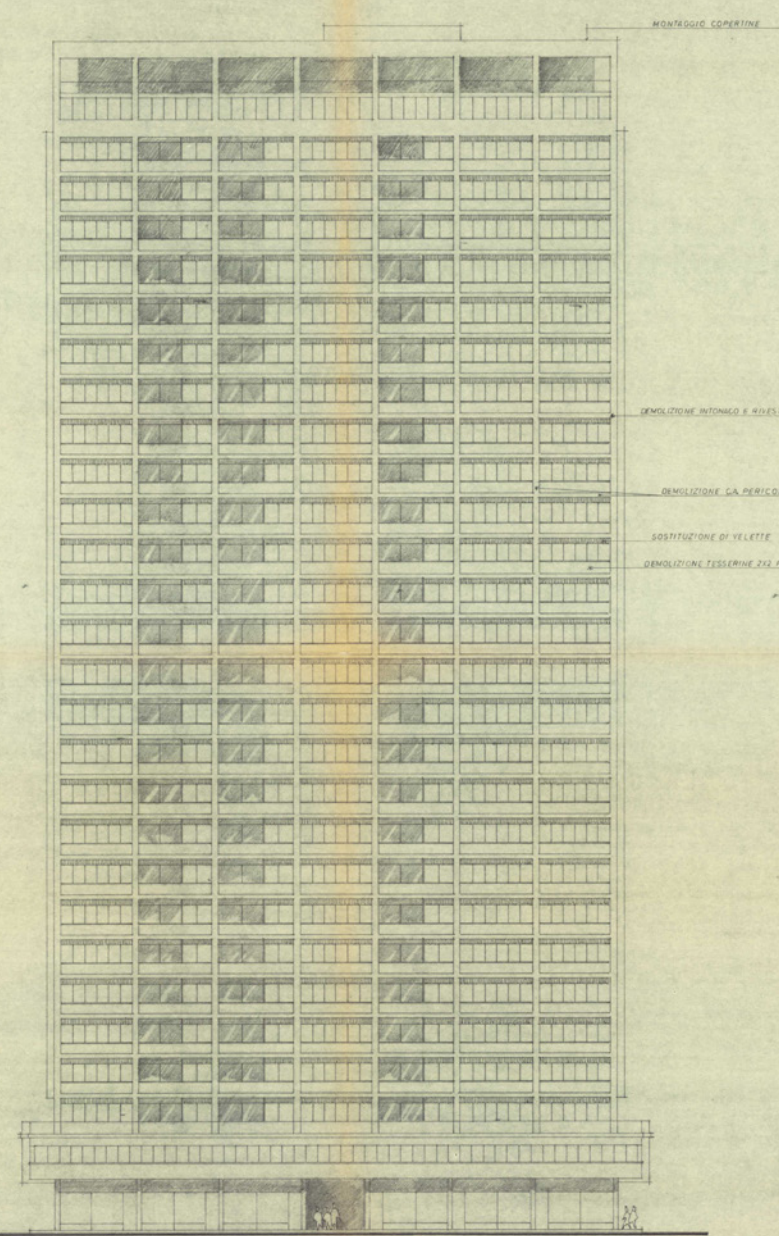 MONTAGGIO COPERTINE
DEMOLIZIONE INTONACO E RIVES
DEMOLIZIONE C.A. PERICO
SOSTITUZIONE DI VELETTE
DEMOLIZIONE TESSERINE 2X2